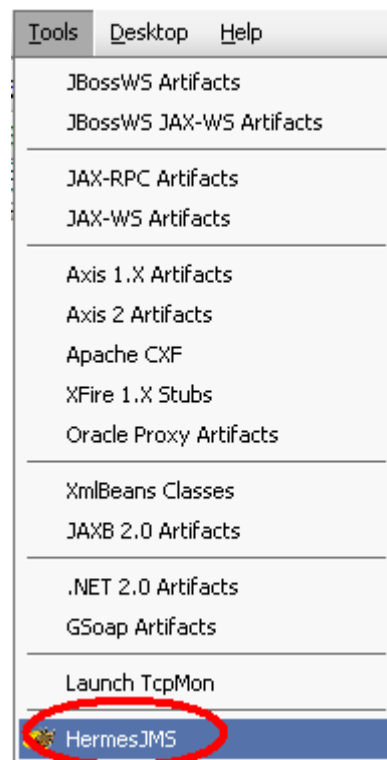 Tools Desktop Help
JBossWS Artifacts
JBossWS JAX-WS Artifacts
JAX-RPC Artifacts
JAX-WS Artifacts
Axis 1.X Artifacts
Axis 2 Artifacts
Apache CXF
XFire 1.X Stubs
Oracle Proxy Artifacts
XmlBeans Classes
JAXB 2.0 Artifacts
.NET 2.0 Artifacts
GSoap Artifacts
Launch TcpMon
HermesJMS